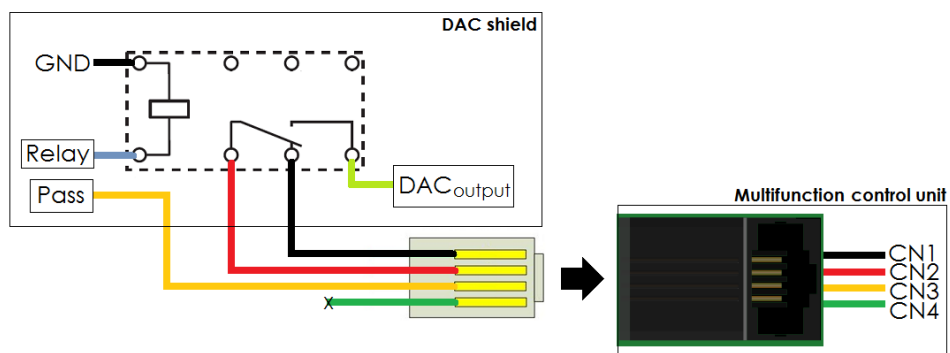 DAC shield
GND
Relay
Pass
DACoutput
X
Multifunction control unit
CN1
CN2
CN3
CN4